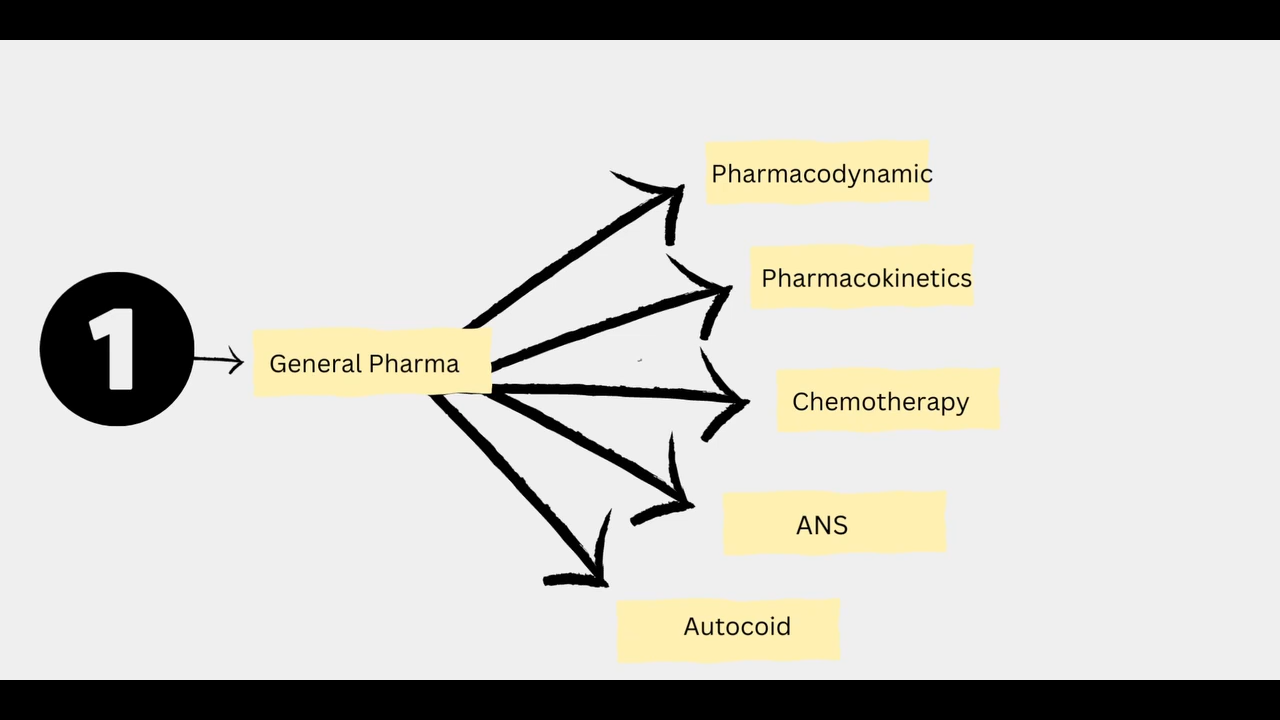 1
General Pharma
Pharmacodynamic
Pharmacokinetics
Chemotherapy
ANS
Autocoid